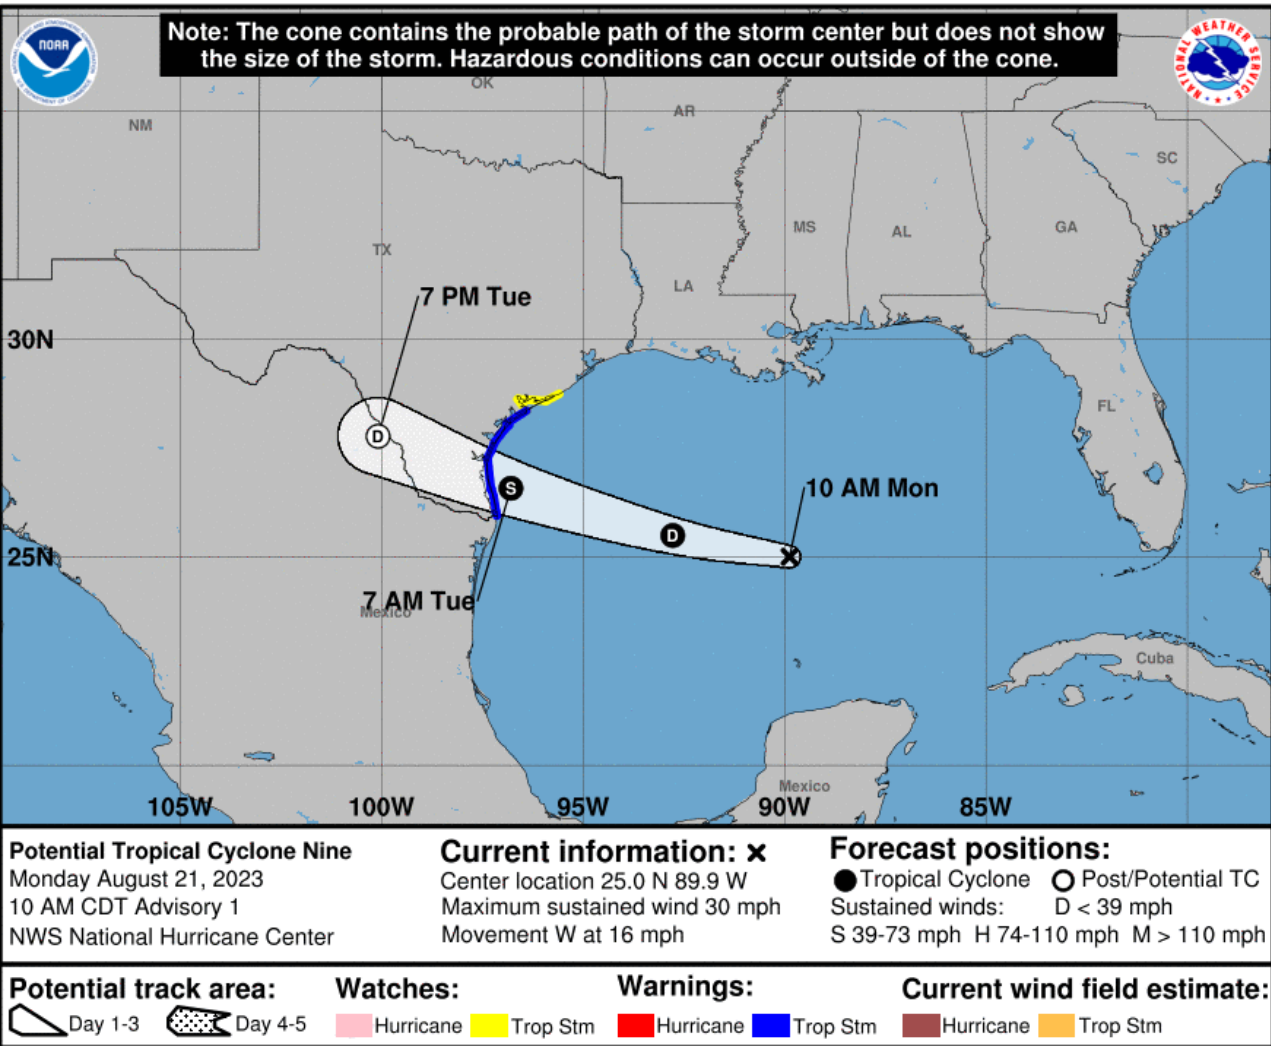 Note: The cone contains the probable path of the storm center but does not show
the size of the storm. Hazardous conditions can occur outside of the cone.
NOAA
NATIONAL WEATHER SERVICE
OK
NM
AR
SC
TX
MS
AL
GA
LA
7 PM Tue
30N
FL
D
S
10 AM Mon
D
25N
7 AM Tue
Mexico
Cuba
Mexico
105W 100W 95W 90W 85W
Potential Tropical Cyclone Nine
Monday August 21, 2023
10 AM CDT Advisory 1
NWS National Hurricane Center
Current information: x
Center location 25.0 N 89.9 W
Maximum sustained wind 30 mph
Movement W at 16 mph
Forecast positions:
Tropical Cyclone Post/Potential TC
Sustained winds: D < 39 mph
S 39-73 mph H 74-110 mph M > 110 mph
Potential track area:
Day 1-3 Day 4-5
Watches:
Hurricane Trop Stm
Warnings:
Hurricane Trop Stm
Current wind field estimate:
Hurricane Trop Stm